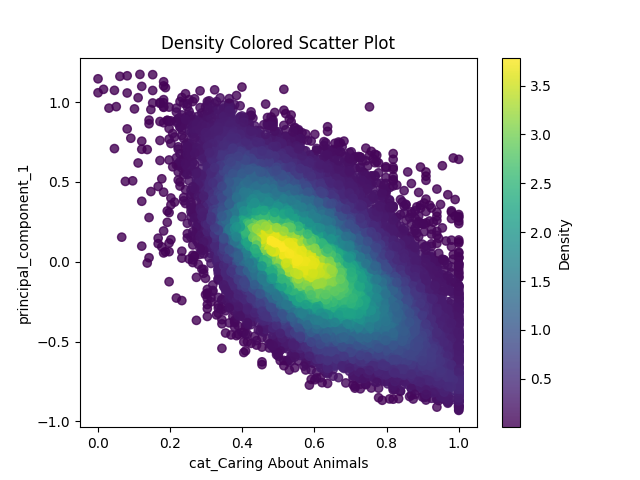 Density Colored Scatter Plot
principal_component_1
1.0
0.5
0.0
−0.5
−1.0
0.0 0.2 0.4 0.6 0.8 1.0
cat_Caring About Animals
3.5
3.0
2.5
2.0
1.5
1.0
0.5
Density